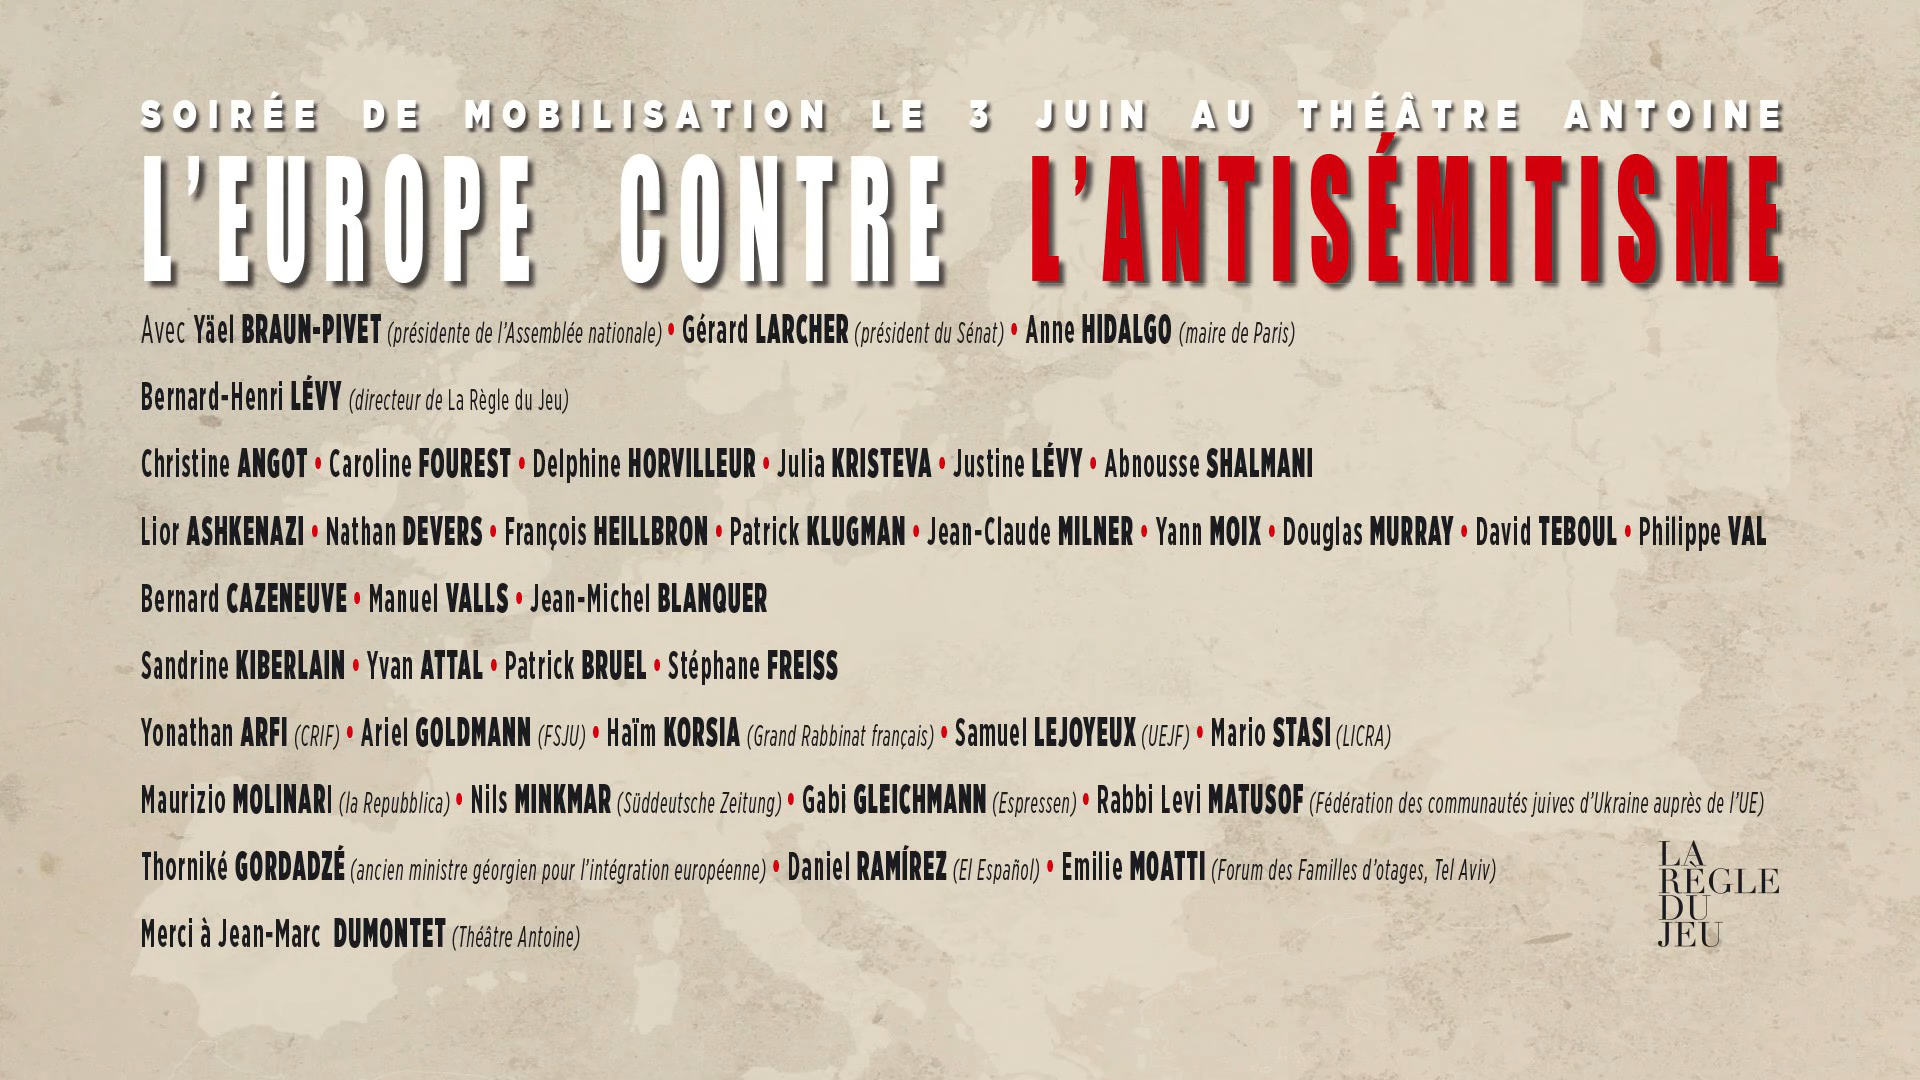 SOIRÉE DE MOBILISATION LE 3 JUIN AU THÉÂTRE ANTOINE
L'EUROPE CONTRE L'ANTISÉMITISME
Avec Yäel BRAUN-PIVET (présidente de l'Assemblée nationale) • Gérard LARCHER (président du Sénat) • Anne HIDALGO (maire de Paris)
Bernard-Henri LÉVY (directeur de La Règle du Jeu)
Christine ANGOT • Caroline FOUREST • Delphine HORVILLEUR • Julia KRISTEVA • Justine LÉVY • Abnousse SHALMANI
Lior ASHKENAZI • Nathan DEVERS • François HEILLBRON • Patrick KLUGMAN • Jean-Claude MILNER • Yann MOIX • Douglas MURRAY • David TEBOUL • Philippe VAL
Bernard CAZENEUVE • Manuel VALLS • Jean-Michel BLANQUER
Sandrine KIBERLAIN • Yvan ATTAL • Patrick BRUEL • Stéphane FREISS
Yonathan ARFI (CRIF) • Ariel GOLDMANN (FSJU) • Haïm KORSIA (Grand Rabbinat français) • Samuel LEJOYEUX (UEJF) • Mario STASI (LICRA)
Maurizio MOLINARI (la Repubblica) • Nils MINKMAR (Süddeutsche Zeitung) • Gabi GLEICHMANN (Espressen) • Rabbi Levi MATUSOF (Fédération des communautés juives d'Ukraine auprès de l'UE)
Thorniké GORDADZÉ (ancien ministre géorgien pour l'intégration européenne) • Daniel RAMÍREZ (El Español) • Emilie MOATTI (Forum des Familles d'otages, Tel Aviv)
Merci à Jean-Marc DUMONTET (Théâtre Antoine)
LA
RÈGLE
DU
JEU